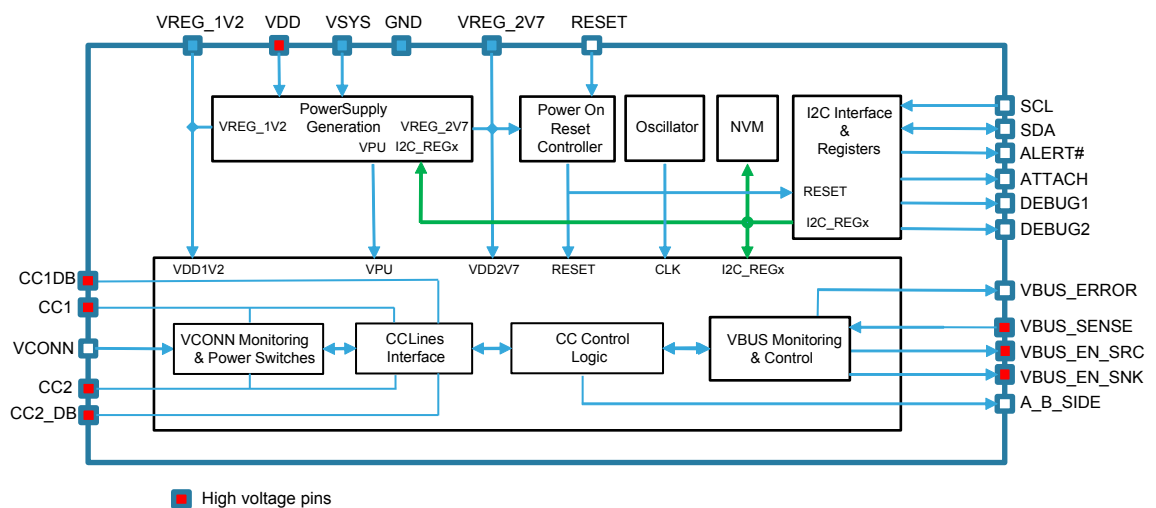 VREG_1V2
VDD
VSYS
GND
VREG_2V7
RESET
PowerSupply
Generation
VREG_1V2
VREG_2V7
VPU
I2C_REGx
Power On
Reset
Controller
Oscillator
NVM
I2C Interface
&
Registers
RESET
I2C_REGx
SCL
SDA
ALERT#
ATTACH
DEBUG1
DEBUG2
VDD1V2
VPU
VDD2V7
RESET
CLK
I2C_REGx
CC1DB
CC1
VCONN
CC2
CC2_DB
VCONN Monitoring
& Power Switches
CCLines
Interface
CC Control
Logic
VBUS Monitoring
& Control
VBUS_ERROR
VBUS_SENSE
VBUS_EN_SRC
VBUS_EN_SNK
A_B_SIDE
High voltage pins